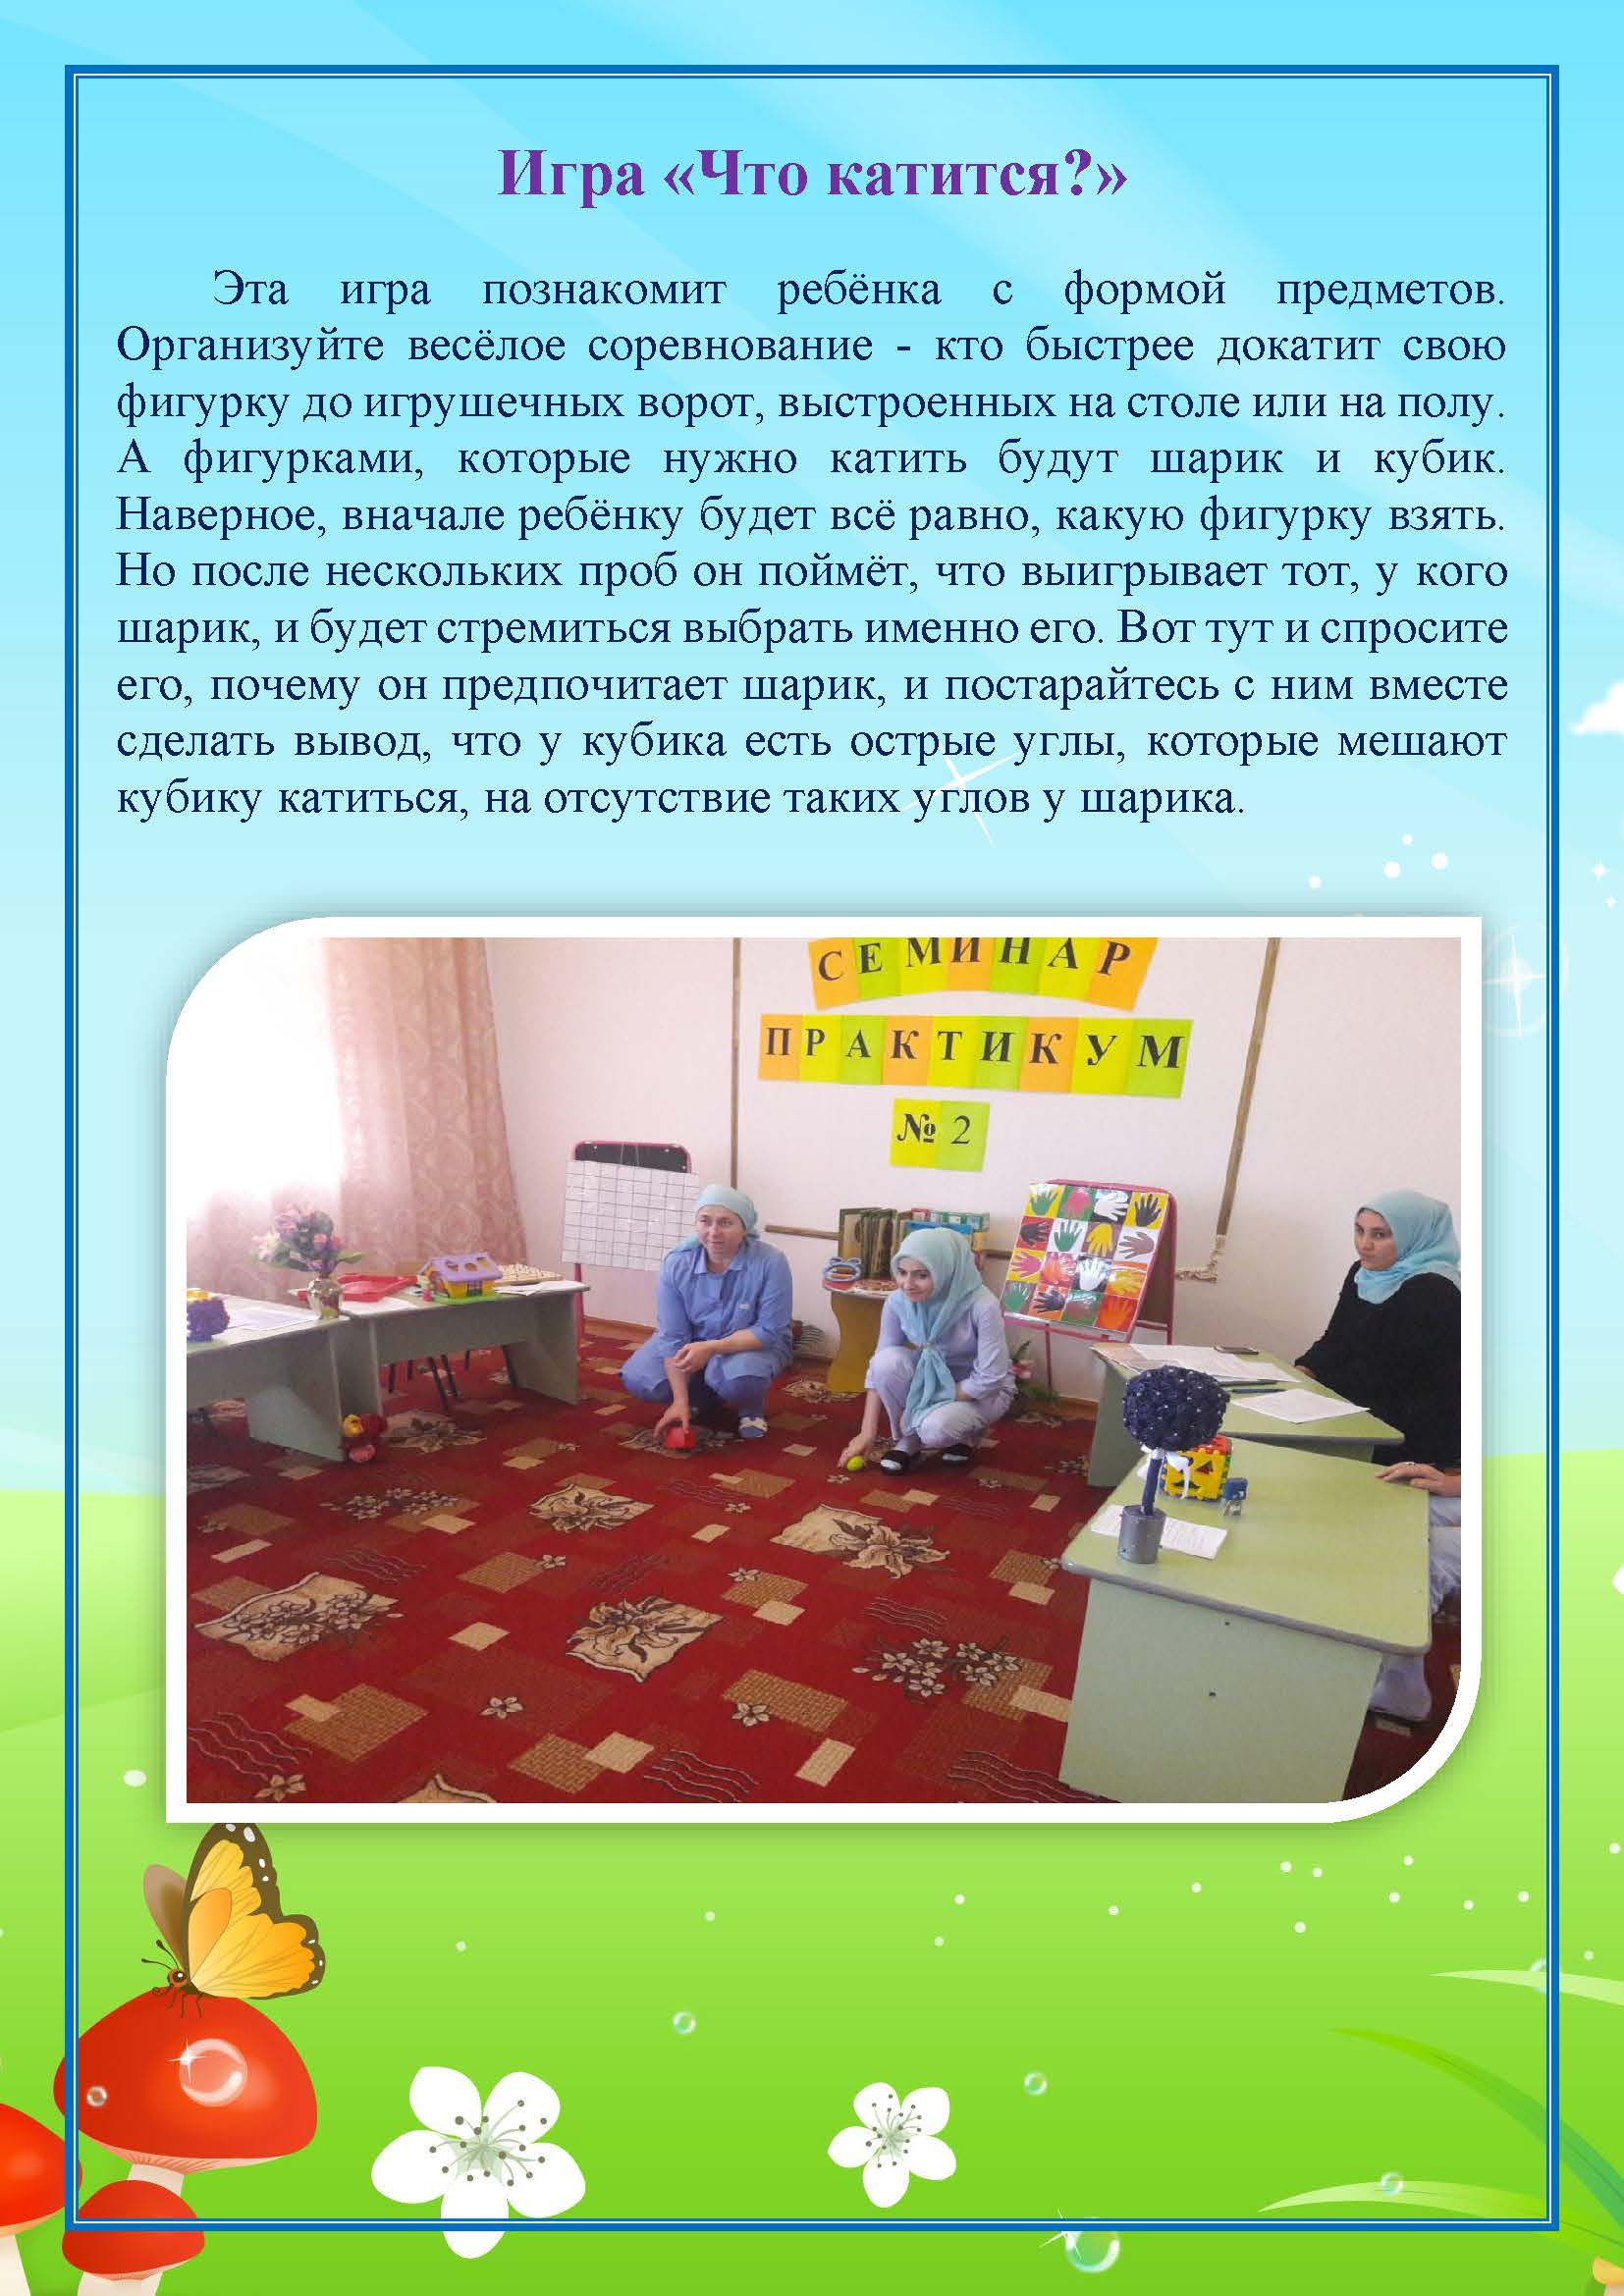 Игра «Что катится?»
Эта игра познакомит ребёнка с формой предметов.
Организуйте весёлое соревнование - кто быстрее докатит свою
фигурку до игрушечных ворот, выстроенных на столе или на полу.
А фигурками, которые нужно катить будут шарик и кубик.
Наверное, вначале ребёнку будет всё равно, какую фигурку взять.
Но после нескольких проб он поймёт, что выигрывает тот, у кого
шарик, и будет стремиться выбрать именно его. Вот тут и спросите
его, почему он предпочитает шарик, и постарайтесь с ним вместе
сделать вывод, что у кубика есть острые углы, которые мешают
кубику катиться, на отсутствие таких углов у шарика.
СЕМИНАР
ПРАКТИКУМ
№ 2